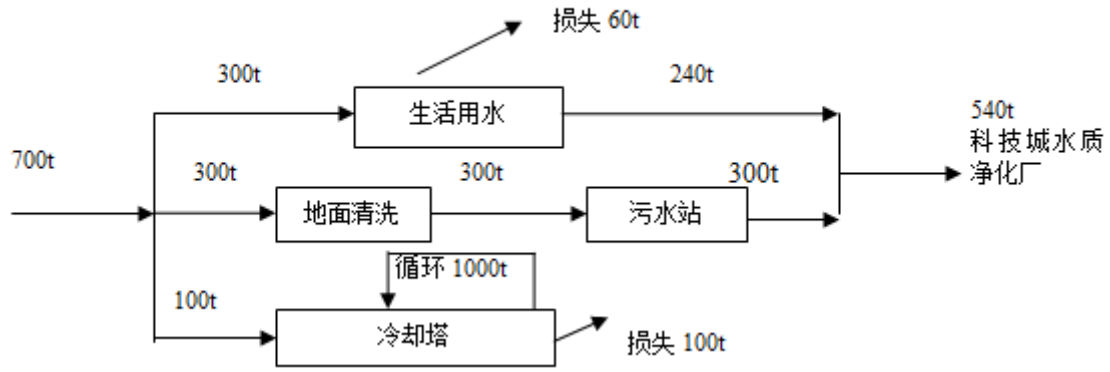 损失 60t
300t
240t
生活用水
540t
科技城水质
净化厂
700t
300t
300t
300t
地面清洗
污水站
循环 1000t
100t
冷却塔
损失 100t